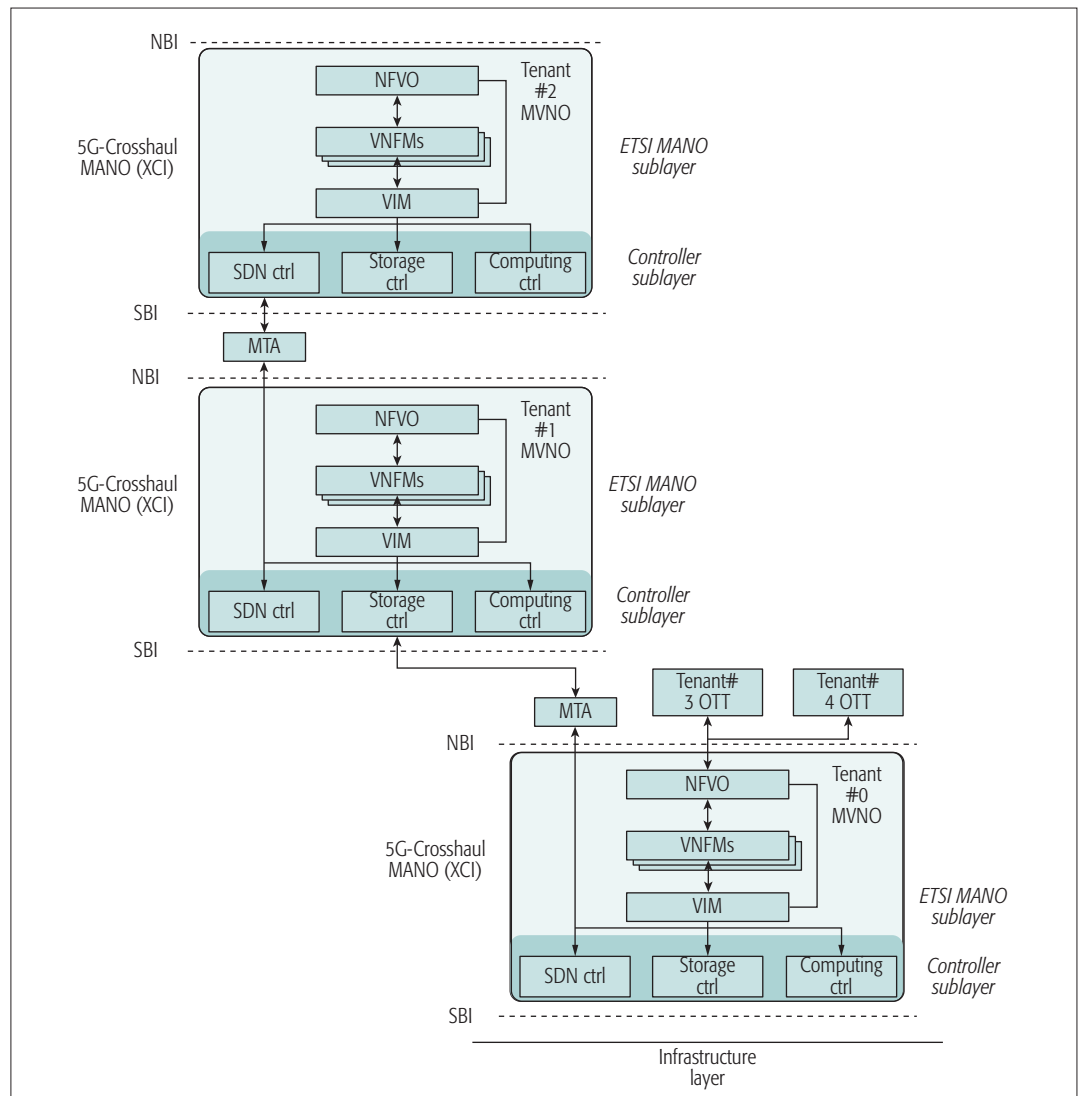 NBI
NFVO
Tenant
#2
MVNO
5G-Crosshaul
MANO (XCI)
VNFMs
ETSI MANO
sublayer
VIM
SDN ctrl
Storage
ctrl
Computing
ctrl
Controller
sublayer
SBI
MTA
NBI
NFVO
Tenant
#1
MVNO
5G-Crosshaul
MANO (XCI)
VNFMs
ETSI MANO
sublayer
VIM
SDN ctrl
Storage
ctrl
Computing
ctrl
Controller
sublayer
SBI
MTA
Tenant#
3 OTT
Tenant#
4 OTT
NBI
NFVO
Tenant
#0
MVNO
5G-Crosshaul
MANO (XCI)
VNFMs
VIM
ETSI MANO
sublayer
SDN ctrl
Storage
ctrl
Computing
ctrl
Controller
sublayer
SBI
Infrastructure
layer